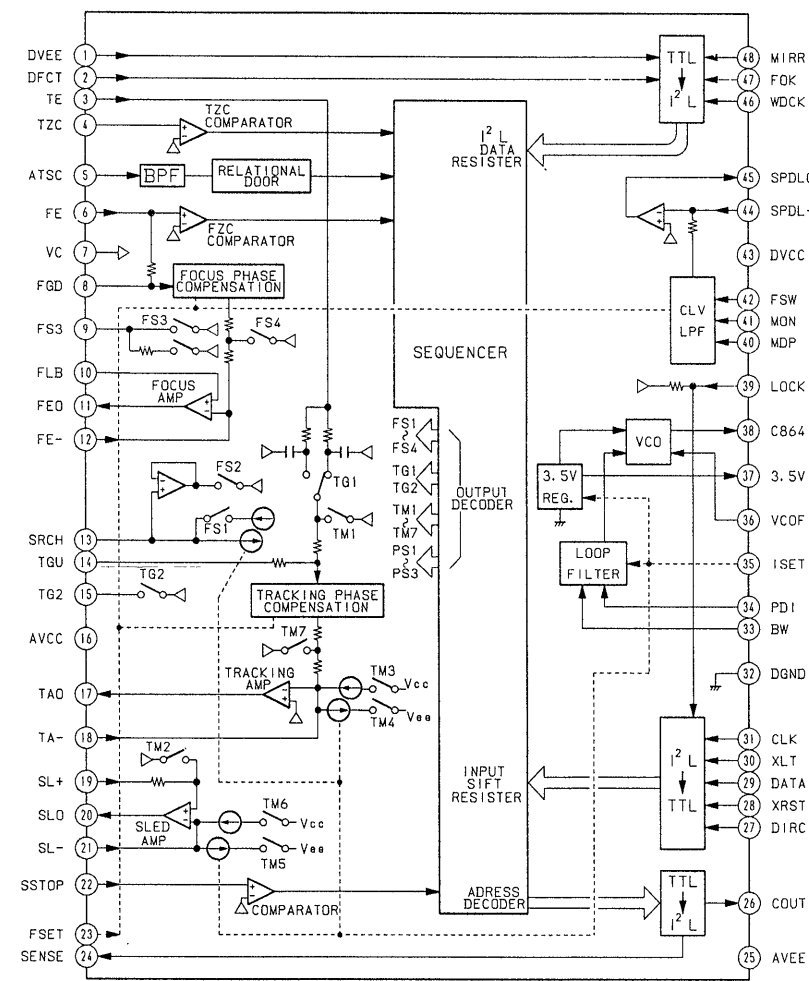 DVEE 1
DFCT 2
TE 3
TZC 4
ATSC 5
FE 6
VC 7
FGD 8
FS3 9
FLB 10
FEO 11
FE- 12
SRCH 13
TGU 14
TG2 15
AVCC 16
TAO 17
TA- 18
SL+ 19
SLO 20
SL- 21
SSTOP 22
FSET 23
SENSE 24
TZC
COMPARATOR
BPF
RELATIONAL
DOOR
FZC
COMPARATOR
FOCUS PHASE
COMPENSATION
FS3
FS4
FOCUS
AMP
FS2
FS1
TG1
TM1
TG2
TRACKING PHASE
COMPENSATION
TM7
TRACKING
AMP
TM3
Vcc
TM4
Vee
TM2
SLED
AMP
TM6
Vcc
TM5
Vee
COMPARATOR
I2L
DATA
RESISTER
SEQUENCER
FS1
FS4
TG1
TG2
TM1
TM7
PS1
PS3
OUTPUT
DECODER
INPUT
SIFT
RESISTER
ADRESS
DECODER
TTL
I2L
CLV
LPF
VCO
3.5V
REG.
LOOP
FILTER
I2L
TTL
TTL
I2L
48 MIRR
47 FOK
46 WDCK
45 SPDLO
44 SPDL-
43 DVCC
42 FSW
41 MON
40 MDP
39 LOCK
38 C864
37 3.5V
36 VCOF
35 ISET
34 PDI
33 BW
32 DGND
31 CLK
30 XLT
29 DATA
28 XRST
27 DIRC
26 COUT
25 AVEE